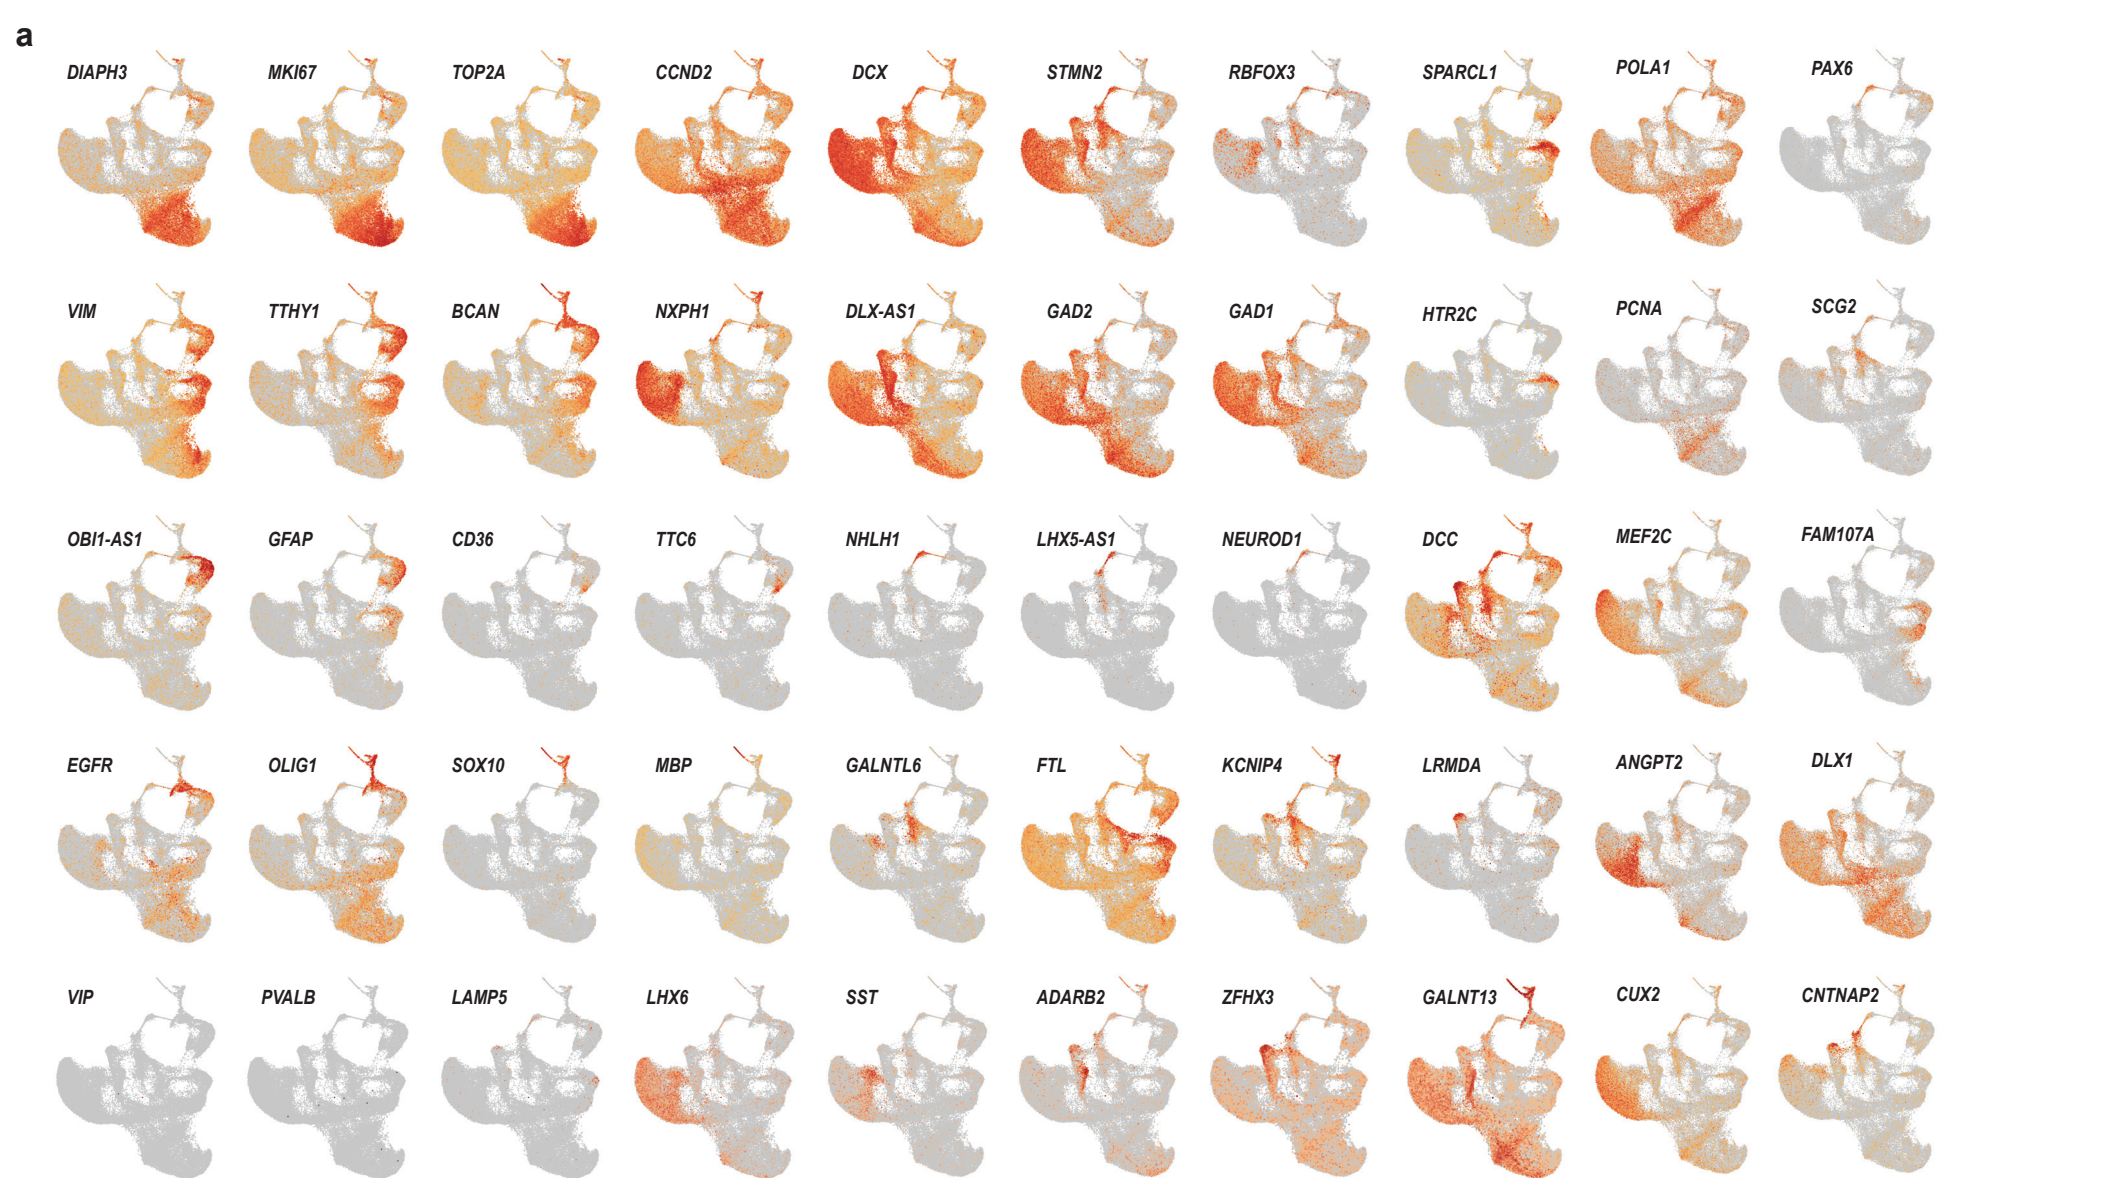 a
DIAPH3 MKI67 TOP2A CCND2 DCX STMN2 RBFOX3 SPARCL1 POLA1 PAX6
VIM TTHY1 BCAN NXPH1 DLX-AS1 GAD2 GAD1 HTR2C PCNA SCG2
OBI1-AS1 GFAP CD36 TTC6 NHLH1 LHX5-AS1 NEUROD1 DCC MEF2C FAM107A
EGFR OLIG1 SOX10 MBP GALNTL6 FTL KCNIP4 LRMDA ANGPT2 DLX1
VIP PVALB LAMP5 LHX6 SST ADARB2 ZFHX3 GALNT13 CUX2 CNTNAP2